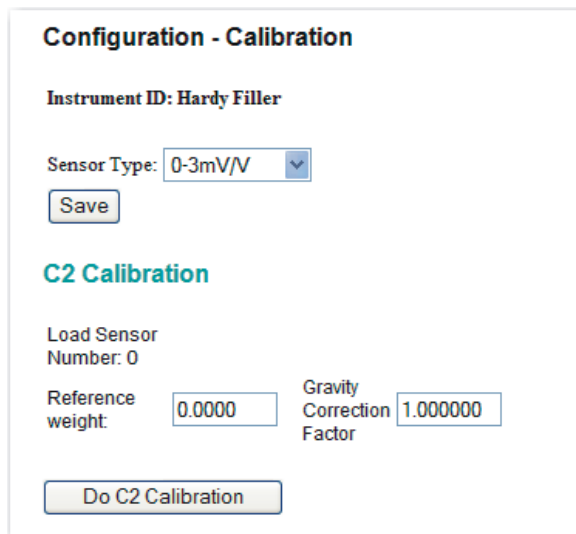 Configuration - Calibration
Instrument ID: Hardy Filler
Sensor Type: 0-3mV/V
Save
C2 Calibration
Load Sensor
Number: 0
Reference
weight:
0.0000
Gravity
Correction
Factor
1.000000
Do C2 Calibration